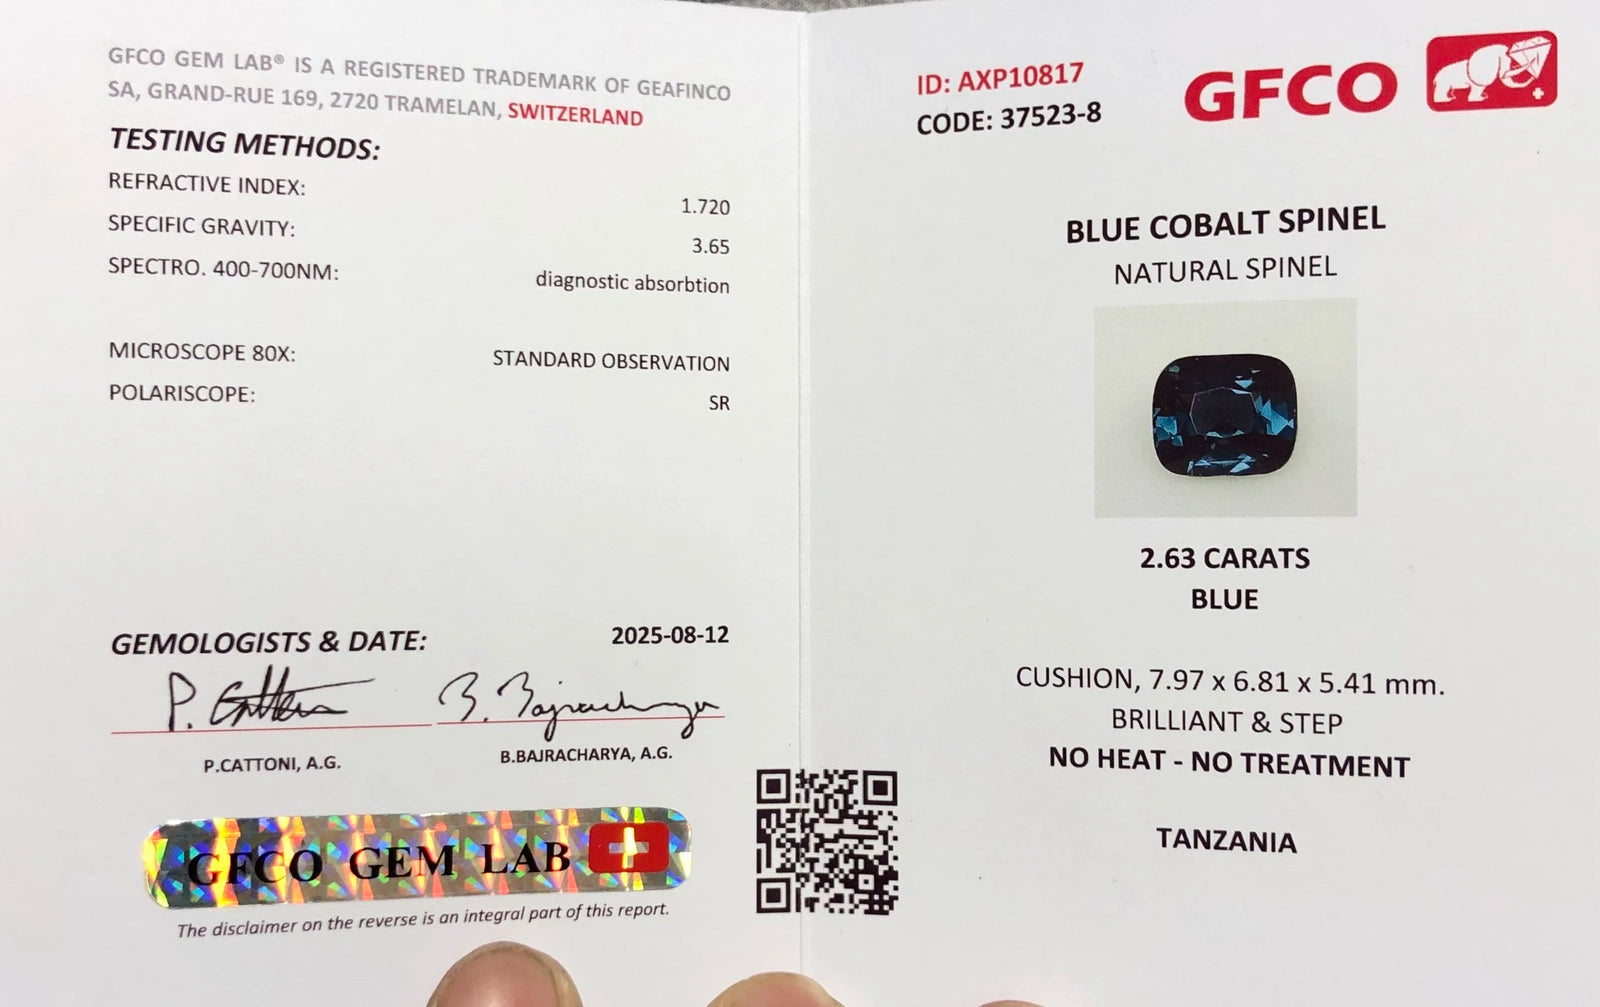 GFCO GEM LAB® IS A REGISTERED TRADEMARK OF GEAFINCO
SA, GRAND-RUE 169, 2720 TRAMELAN, SWITZERLAND
TESTING METHODS:
REFRACTIVE INDEX: 1.720
SPECIFIC GRAVITY: 3.65
SPECTRO. 400-700NM: diagnostic absorbtion
MICROSCOPE 80X: STANDARD OBSERVATION
POLARISCOPE: SR
GEMOLOGISTS & DATE: 2025-08-12
P. Cattoni B. Bajracharya
P.CATTONI, A.G. B.BAJRACHARYA, A.G.
GFCO GEM LAB
The disclaimer on the reverse is an integral part of this report.
ID: AXP10817
CODE: 37523-8
GFCO
BLUE COBALT SPINEL
NATURAL SPINEL
2.63 CARATS
BLUE
CUSHION, 7.97 x 6.81 x 5.41 mm.
BRILLIANT & STEP
NO HEAT - NO TREATMENT
TANZANIA